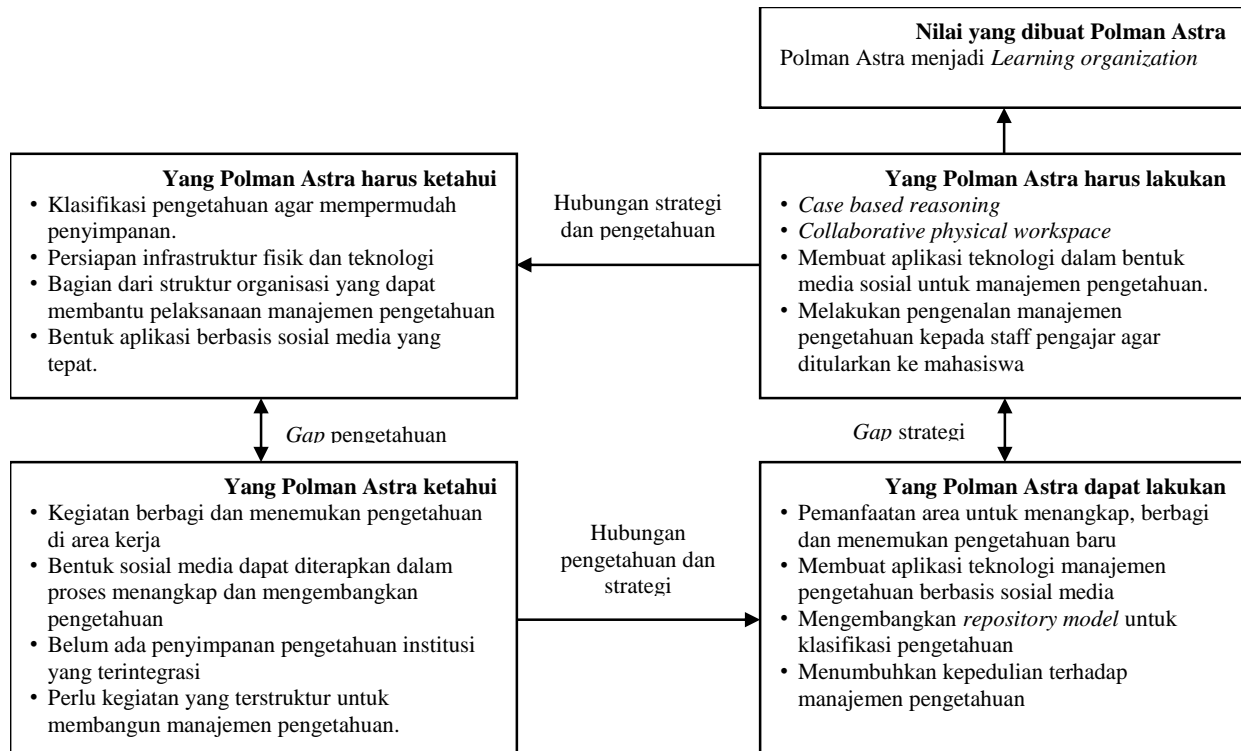 Nilai yang dibuat Polman Astra
Polman Astra menjadi Learning organization
Yang Polman Astra harus ketahui
• Klasifikasi pengetahuan agar mempermudah
penyimpanan.
• Persiapan infrastruktur fisik dan teknologi
• Bagian dari struktur organisasi yang dapat
membantu pelaksanaan manajemen pengetahuan
• Bentuk aplikasi berbasis sosial media yang
tepat.
Hubungan strategi
dan pengetahuan
Yang Polman Astra harus lakukan
• Case based reasoning
• Collaborative physical workspace
• Membuat aplikasi teknologi dalam bentuk
media sosial untuk manajemen pengetahuan.
• Melakukan pengenalan manajemen
pengetahuan kepada staff pengajar agar
ditularkan ke mahasiswa
Gap pengetahuan
Gap strategi
Yang Polman Astra ketahui
• Kegiatan berbagi dan menemukan pengetahuan
di area kerja
• Bentuk sosial media dapat diterapkan dalam
proses menangkap dan mengembangkan
pengetahuan
• Belum ada penyimpanan pengetahuan institusi
yang terintegrasi
• Perlu kegiatan yang terstruktur untuk
membangun manajemen pengetahuan.
Hubungan
pengetahuan dan
strategi
Yang Polman Astra dapat lakukan
• Pemanfaatan area untuk menangkap, berbagi
dan menemukan pengetahuan baru
• Membuat aplikasi teknologi manajemen
pengetahuan berbasis sosial media
• Mengembangkan repository model untuk
klasifikasi pengetahuan
• Menumbuhkan kepedulian terhadap
manajemen pengetahuan